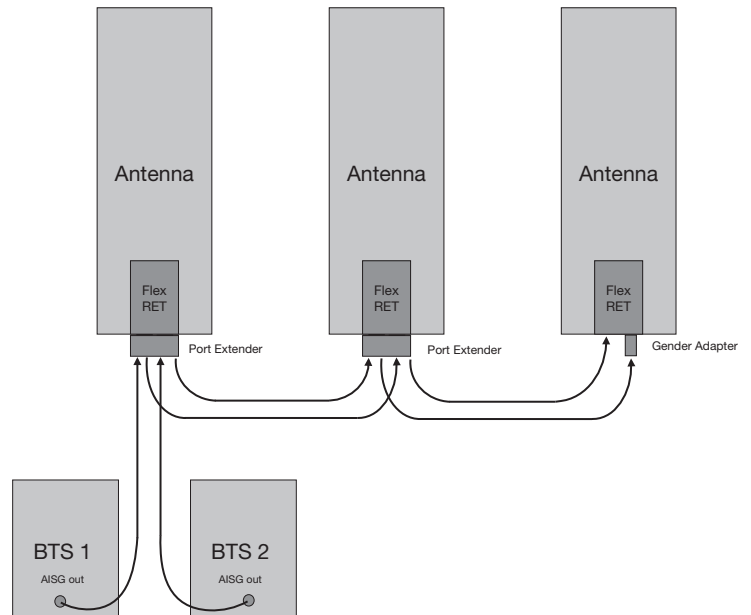 Antenna
Antenna
Antenna
Flex
RET
Flex
RET
Flex
RET
Port Extender
Port Extender
Gender Adapter
BTS 1
AISG out
BTS 2
AISG out